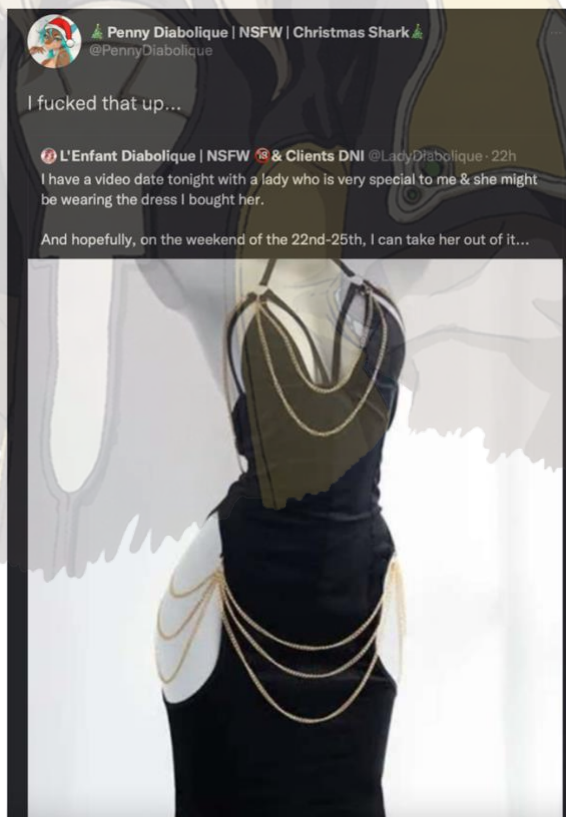 🎄 Penny Diabolique | NSFW | Christmas Shark🎄
@PennyDiabolique
I fucked that up...
L'Enfant Diabolique | NSFW 🔞& Clients DNI @LadyDiabolique · 22h
I have a video date tonight with a lady who is very special to me & she might
be wearing the dress I bought her.
And hopefully, on the weekend of the 22nd-25th, I can take her out of it...